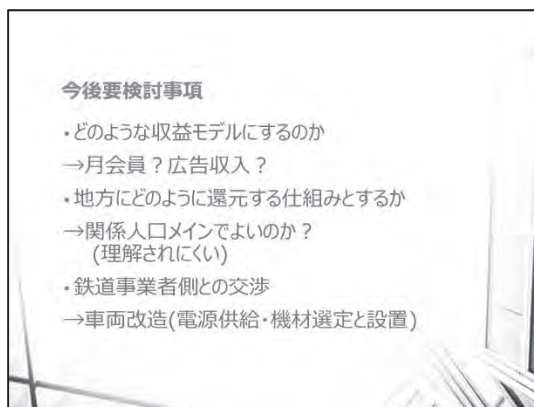 今後要検討事項
・どのような収益モデルにするのか
→月会員？広告収入？
・地方にどのように還元する仕組みとするか
→関係人口メインでよいのか？
(理解されにくい)
・鉄道事業者側との交渉
→車両改造(電源供給・機材選定と設置)